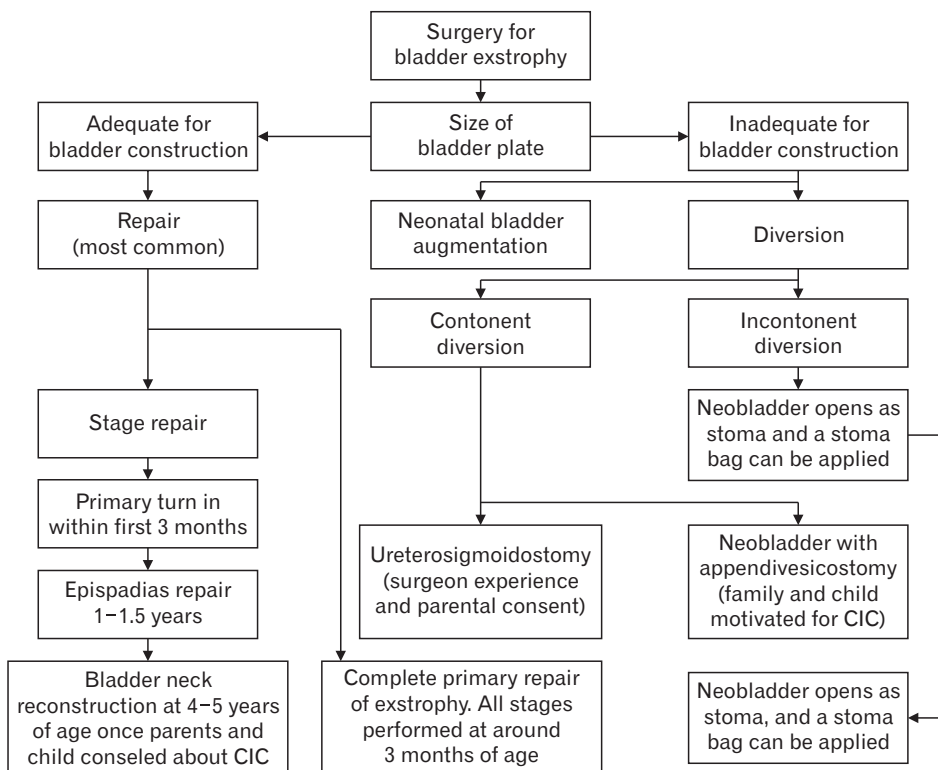 Surgery for
bladder exstrophy
Adequate for
bladder construction
Size of
bladder plate
Inadequate for
bladder construction
Repair
(most common)
Neonatal bladder
augmentation
Diversion
Contonent
diversion
Incontonent
diversion
Stage repair
Neobladder opens as
stoma and a stoma
bag can be applied
Primary turn in
within first 3 months
Ureterosigmoidostomy
(surgeon experience
and parental consent)
Neobladder with
appendivesicostomy
(family and child
motivated for CIC)
Epispadias repair
1−1.5 years
Bladder neck
reconstruction at 4−5 years
of age once parents and
child conseled about CIC
Complete primary repair
of exstrophy. All stages
performed at around
3 months of age
Neobladder opens as
stoma, and a stoma
bag can be applied